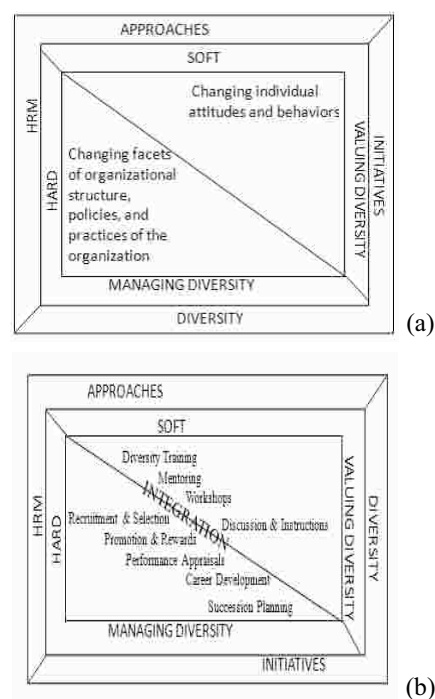 APPROACHES
SOFT
HRM
HARD
Changing individual
attitudes and behaviors
Changing facets
of organizational
structure,
policies, and
practices of the
organization
VALUING DIVERSITY
INITIATIVES
MANAGING DIVERSITY
DIVERSITY
(a)
APPROACHES
SOFT
HRM
HARD
Diversity Training
Mentoring
Workshops
INTEGRATION
Recruitment & Selection
Discussion & Instructions
Promotion & Rewards
Performance Appraisals
Career Development
Succession Planning
VALUING DIVERSITY
DIVERSITY
MANAGING DIVERSITY
INITIATIVES
(b)